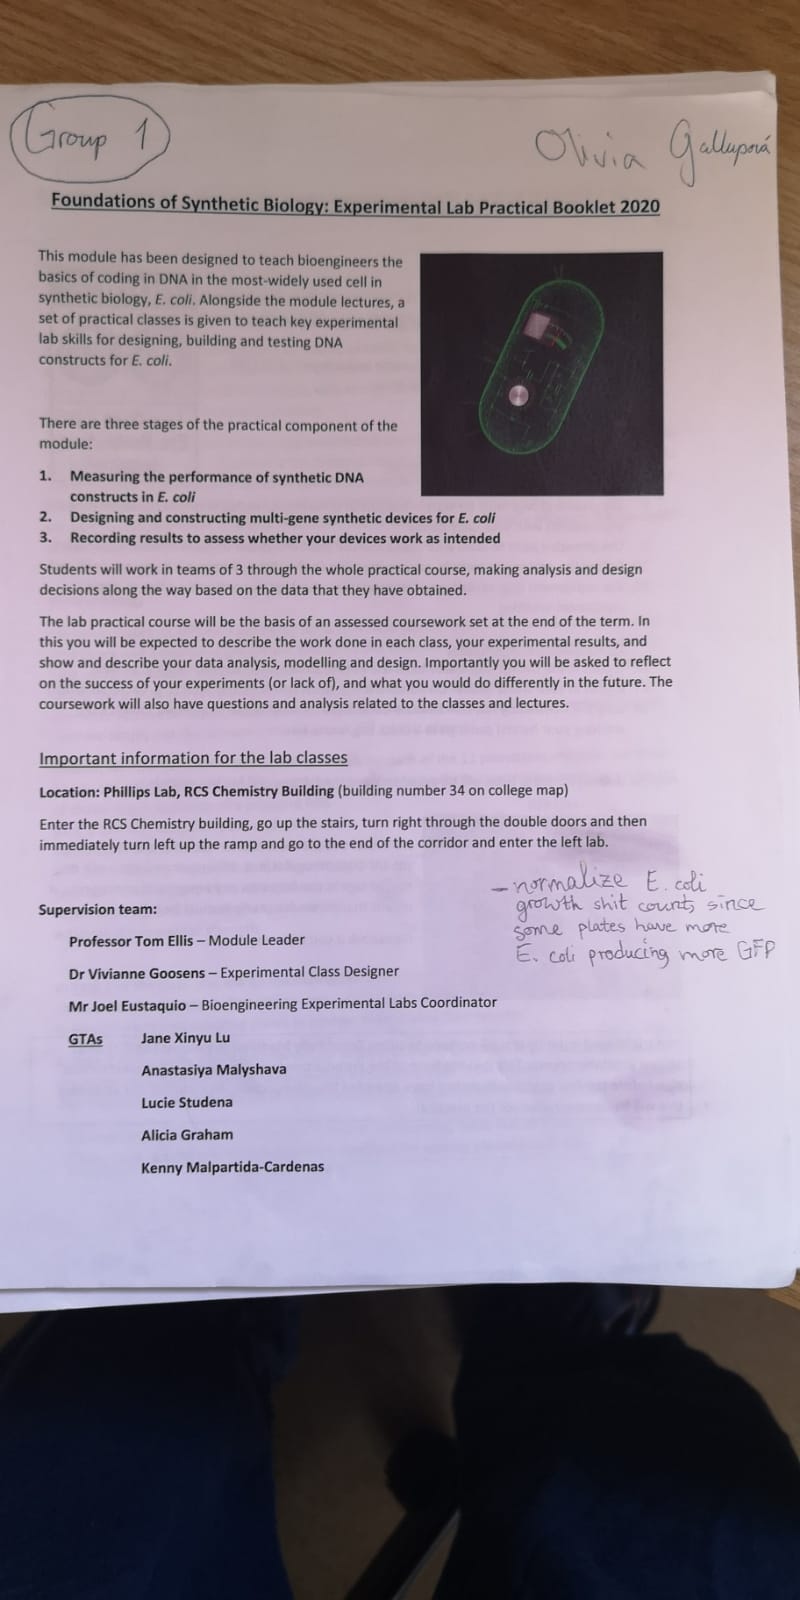 Group 1
Olivia Gallupová
Foundations of Synthetic Biology: Experimental Lab Practical Booklet 2020
This module has been designed to teach bioengineers the
basics of coding in DNA in the most-widely used cell in
synthetic biology, E. coli. Alongside the module lectures, a
set of practical classes is given to teach key experimental
lab skills for designing, building and testing DNA
constructs for E. coli.
There are three stages of the practical component of the
module:
1. Measuring the performance of synthetic DNA
constructs in E. coli
2. Designing and constructing multi-gene synthetic devices for E. coli
3. Recording results to assess whether your devices work as intended
Students will work in teams of 3 through the whole practical course, making analysis and design
decisions along the way based on the data that they have obtained.
The lab practical course will be the basis of an assessed coursework set at the end of the term. In
this you will be expected to describe the work done in each class, your experimental results, and
show and describe your data analysis, modelling and design. Importantly you will be asked to reflect
on the success of your experiments (or lack of), and what you would do differently in the future. The
coursework will also have questions and analysis related to the classes and lectures.
Important information for the lab classes
Location: Phillips Lab, RCS Chemistry Building (building number 34 on college map)
Enter the RCS Chemistry building, go up the stairs, turn right through the double doors and then
immediately turn left up the ramp and go to the end of the corridor and enter the left lab.
– normalize E. coli
growth shit counts, since
some plates have more
E. coli producing more GFP
Supervision team:
Professor Tom Ellis – Module Leader
Dr Vivianne Goosens – Experimental Class Designer
Mr Joel Eustaquio – Bioengineering Experimental Labs Coordinator
GTAs Jane Xinyu Lu
Anastasiya Malyshava
Lucie Studena
Alicia Graham
Kenny Malpartida-Cardenas